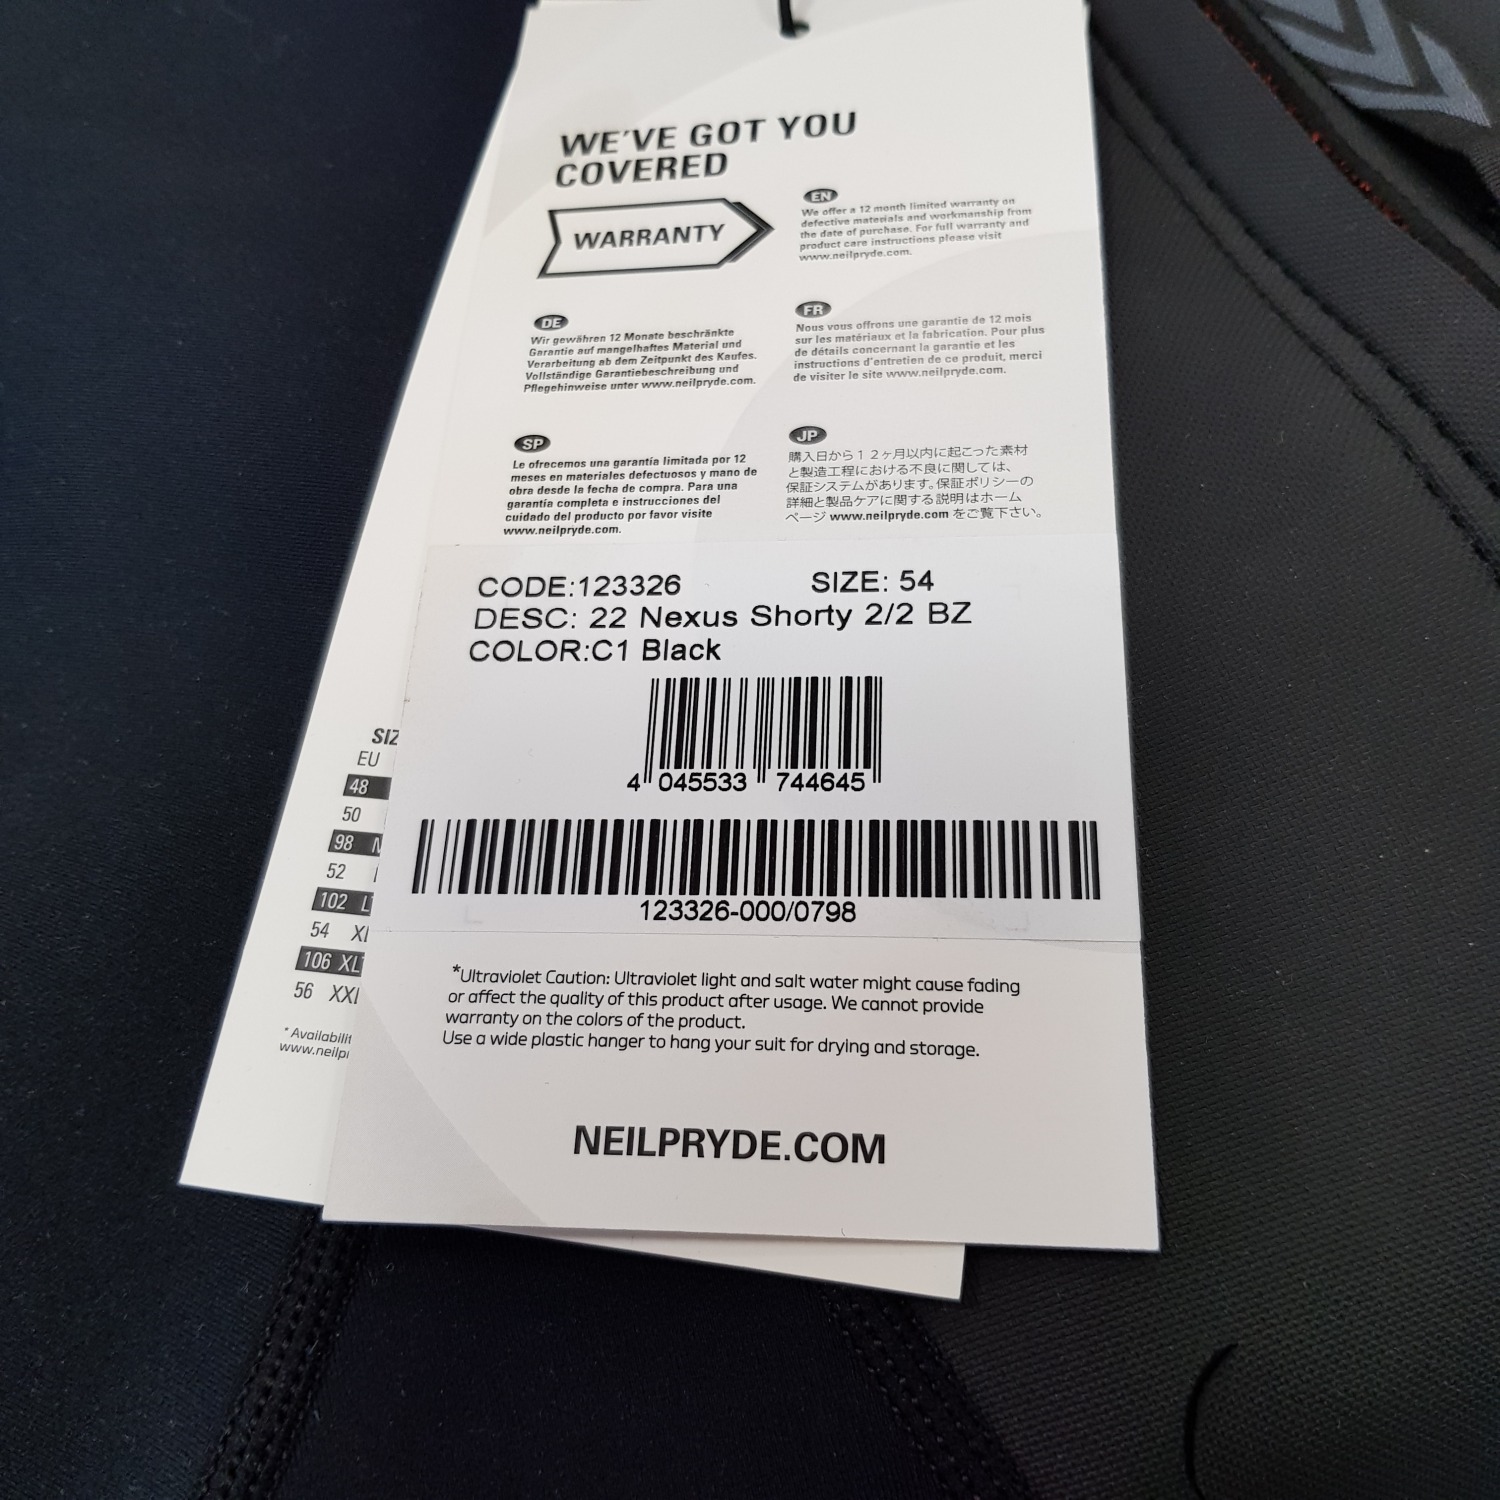 WE'VE GOT YOU
COVERED
WARRANTY
EN
We offer a 12 month limited warranty on
defective materials and workmanship from
the date of purchase. For full warranty and
product care instructions please visit
www.neilpryde.com.
DE
Wir gewähren 12 Monate beschränkte
Garantie auf mangelhaftes Material und
Verarbeitung ab dem Zeitpunkt des Kaufes.
Vollständige Garantiebeschreibung und
Pflegehinweise unter www.neilpryde.com.
FR
Nous vous offrons une garantie de 12 mois
sur les matériaux et la fabrication. Pour plus
de détails concernant la garantie et les
instructions d'entretien de ce produit, merci
de visiter le site www.neilpryde.com.
SP
Le ofrecemos una garantía limitada por 12
meses en materiales defectuosos y mano de
obra desde la fecha de compra. Para una
garantía completa e instrucciones del
cuidado del producto por favor visite
www.neilpryde.com.
JP
購入日から１２ヶ月以内に起こった素材
と製造工程における不良に関しては、
保証システムがあります。保証ポリシーの
詳細と製品ケアに関する説明はホーム
ページ www.neilpryde.com をご覧下さい。
CODE:123326 SIZE: 54
DESC: 22 Nexus Shorty 2/2 BZ
COLOR:C1 Black
4 045533 744645
123326-000/0798
*Ultraviolet Caution: Ultraviolet light and salt water might cause fading
or affect the quality of this product after usage. We cannot provide
warranty on the colors of the product.
Use a wide plastic hanger to hang your suit for drying and storage.
NEILPRYDE.COM
SIZ
EU
48
50
98
52
102 L
54 X
106 XL
56 XX
* Availabilit
www.neilp